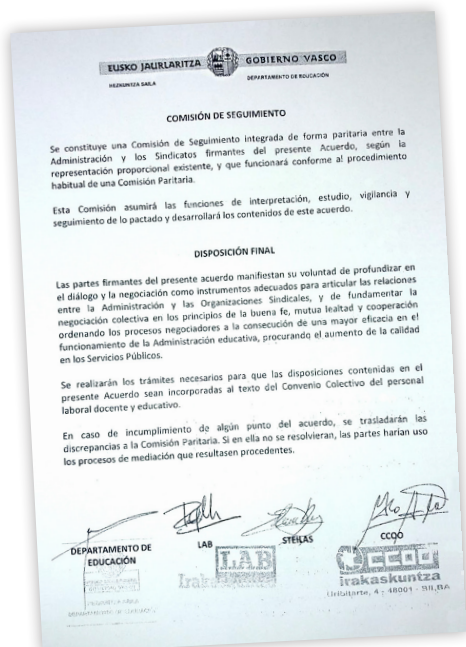 EUSKO JAURLARITZA
GOBIERNO VASCO
HEZKUNTZA SAILA
DEPARTAMENTO DE EDUCACIÓN
COMISIÓN DE SEGUIMIENTO
Se constituye una Comisión de Seguimiento integrada de forma paritaria entre la
Administración y los Sindicatos firmantes del presente Acuerdo, según la
representación proporcional existente, y que funcionará conforme al procedimiento
habitual de una Comisión Paritaria.
Esta Comisión asumirá las funciones de interpretación, estudio, vigilancia y
seguimiento de lo pactado y desarrollará los contenidos de este acuerdo.
DISPOSICIÓN FINAL
Las partes firmantes del presente acuerdo manifiestan su voluntad de profundizar en
el diálogo y la negociación como instrumentos adecuados para articular las relaciones
entre la Administración y las Organizaciones Sindicales, y de fundamentar la
negociación colectiva en los principios de la buena fe, mutua lealtad y cooperación
ordenando los procesos negociadores a la consecución de una mayor eficacia en el
funcionamiento de la Administración educativa, procurando el aumento de la calidad
en los Servicios Públicos.
Se realizarán los trámites necesarios para que las disposiciones contenidas en el
presente Acuerdo sean incorporadas al texto del Convenio Colectivo del personal
laboral docente y educativo.
En caso de incumplimiento de algún punto del acuerdo, se trasladarán las
discrepancias a la Comisión Paritaria. Si en ella no se resolvieran, las partes harían uso
los procesos de mediación que resultasen procedentes.
DEPARTAMENTO DE
EDUCACIÓN
LAB
STEILAS
CCOO
LAB
CCOO
irakaskuntza
Uribitarte, 4 - 48001 - BILBA